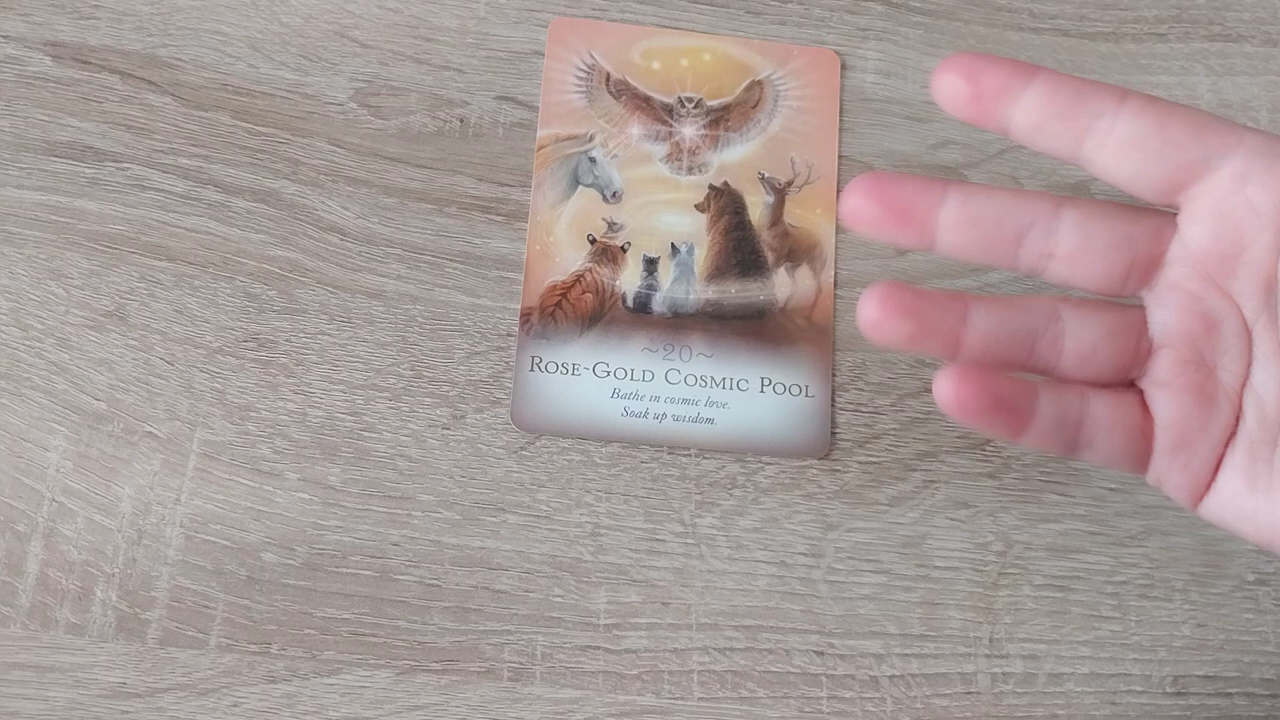 ~20~
Rose-Gold Cosmic Pool
Bathe in cosmic love.
Soak up wisdom.